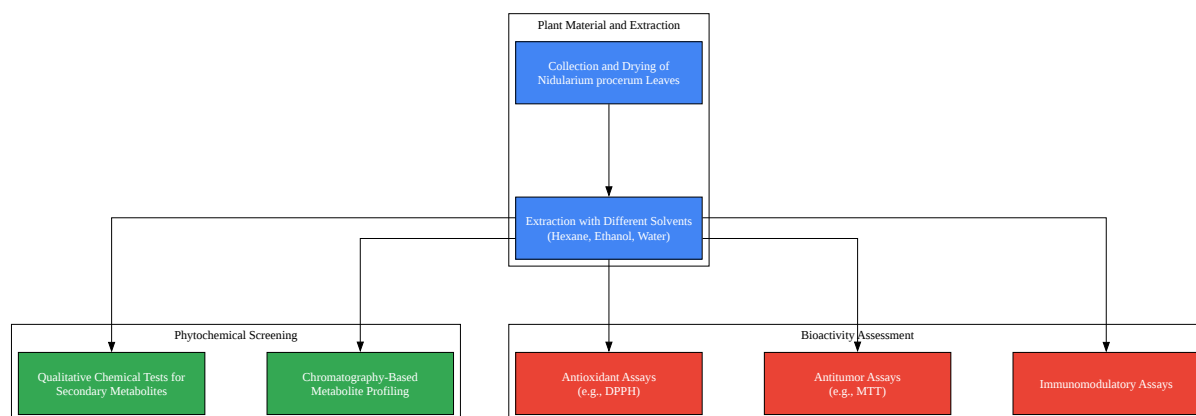 Plant Material and Extraction
Collection and Drying of
Nidularium procerum Leaves
Extraction with Different Solvents
(Hexane, Ethanol, Water)
Phytochemical Screening
Qualitative Chemical Tests for
Secondary Metabolites
Chromatography-Based
Metabolite Profiling
Bioactivity Assessment
Antioxidant Assays
(e.g., DPPH)
Antitumor Assays
(e.g., MTT)
Immunomodulatory Assays